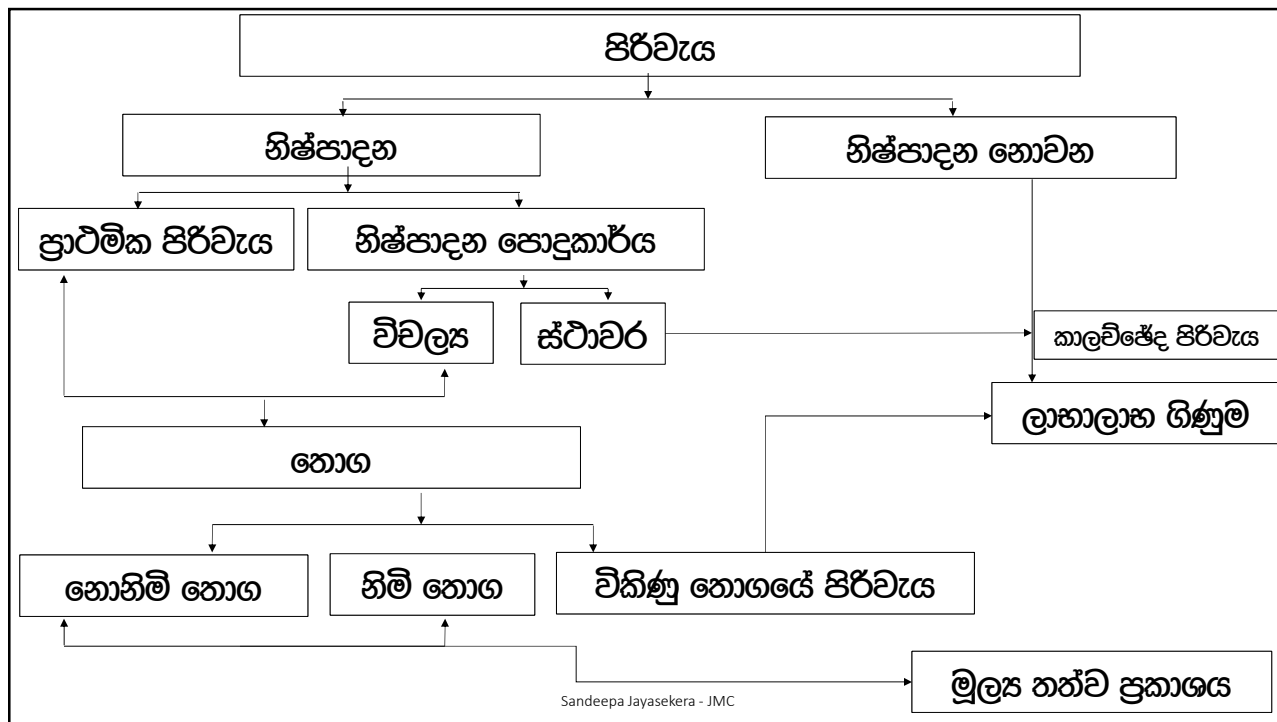 පිරිවැය
නිෂ්පාදන
නිෂ්පාදන නොවන
ප්‍රාථමික පිරිවැය
නිෂ්පාදන පොදුකාර්ය
විචල්‍ය
ස්ථාවර
කාලච්ඡේද පිරිවැය
ලාභාලාභ ගිණුම
තොග
නොනිමි තොග
නිමි තොග
විකිණු තොගයේ පිරිවැය
මූල්‍ය තත්ව ප්‍රකාශය
Sandeepa Jayasekera - JMC